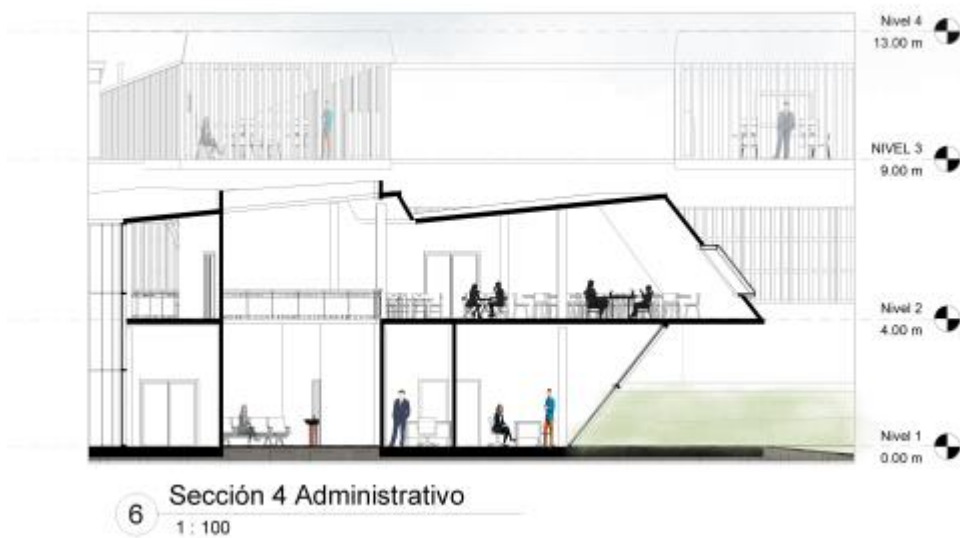 Nivel 4
13.00 m
NIVEL 3
9.00 m
Nivel 2
4.00 m
Nivel 1
0.00 m
6
Sección 4 Administrativo
1 : 100